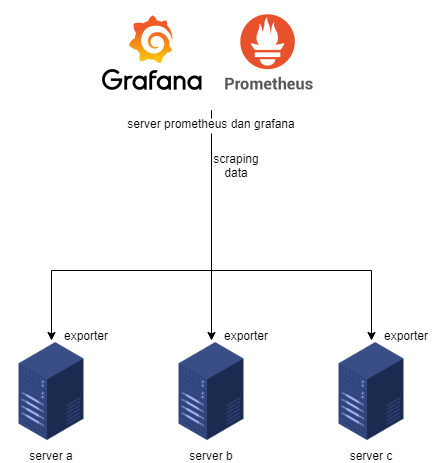 Grafana
Prometheus
server prometheus dan grafana
scraping
data
exporter
exporter
exporter
server a
server b
server c